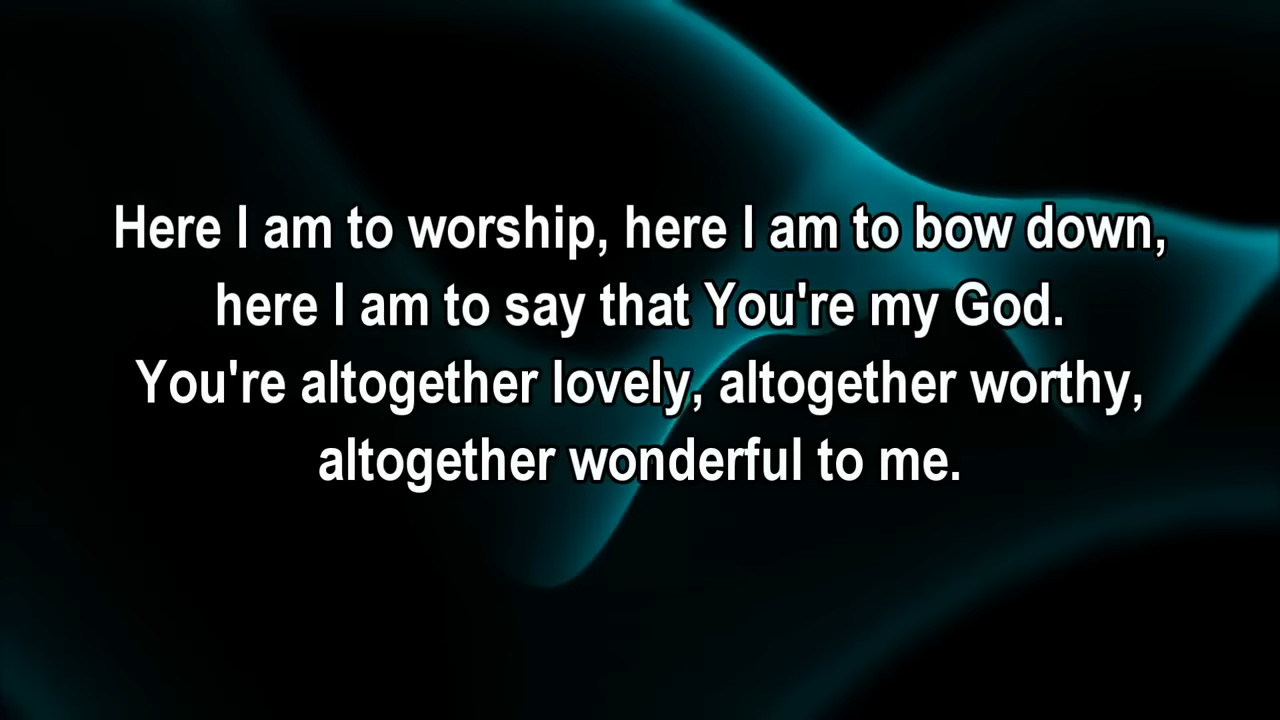 Here I am to worship, here I am to bow down,
here I am to say that You're my God.
You're altogether lovely, altogether worthy,
altogether wonderful to me.